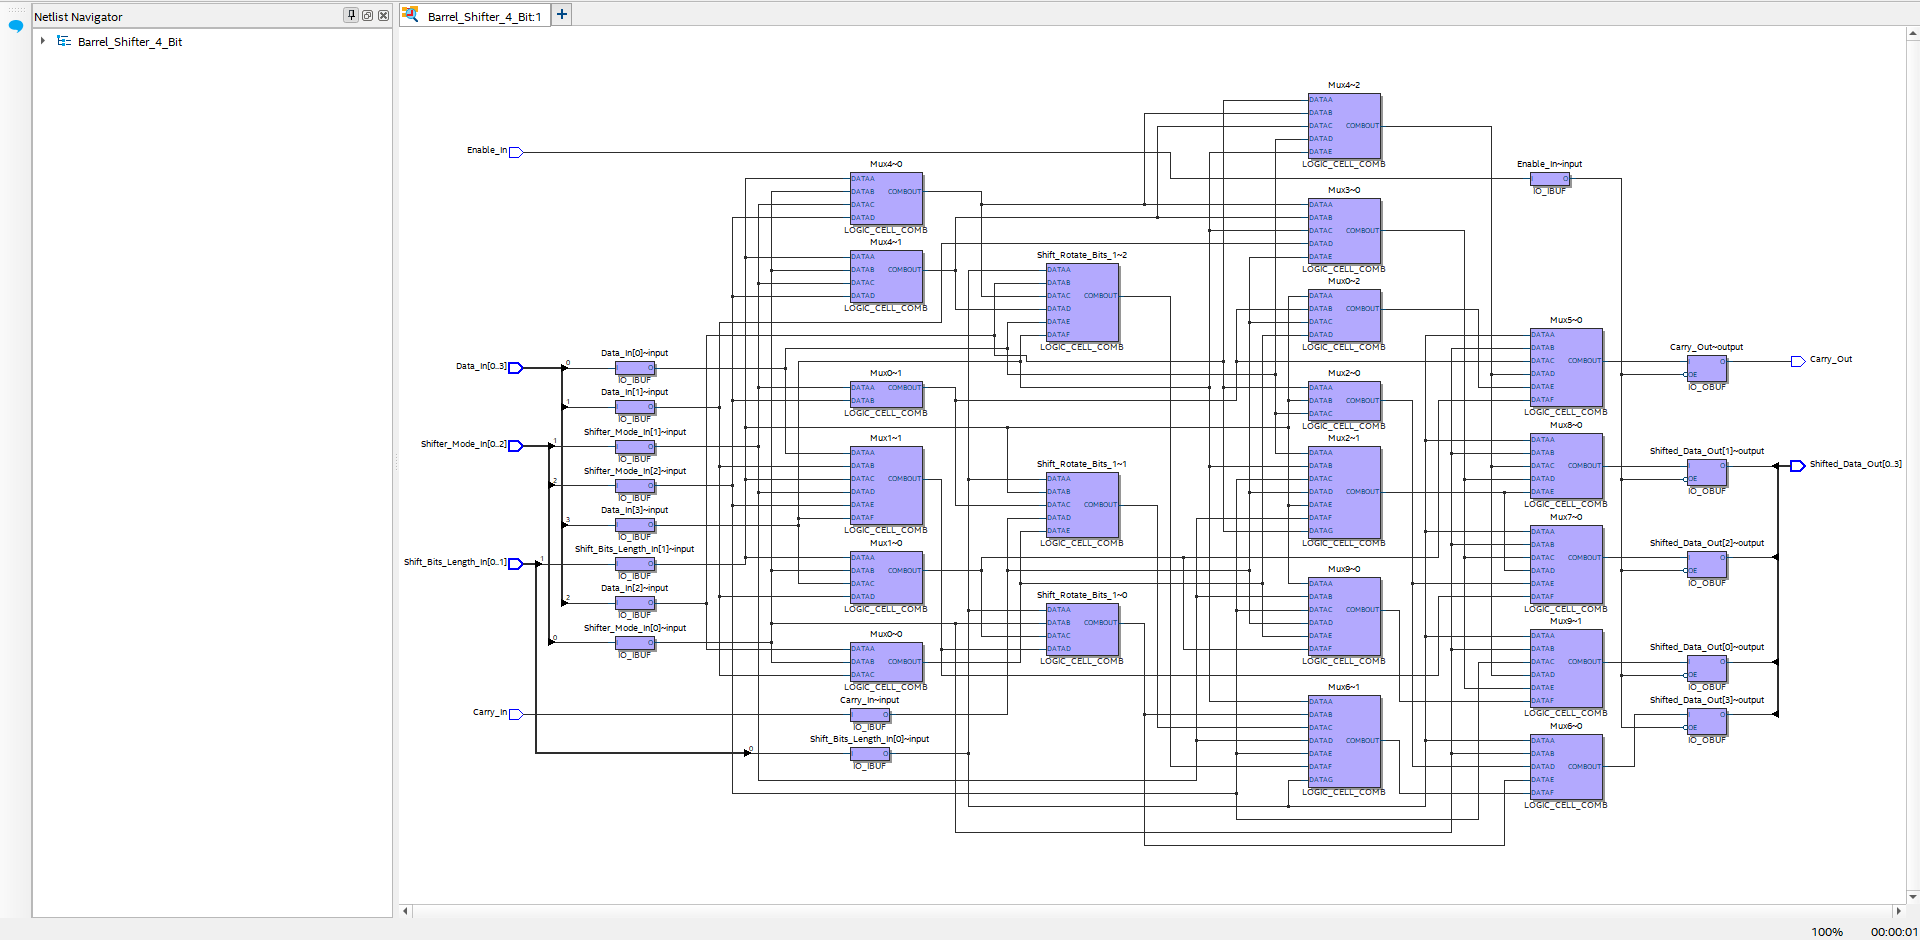 Netlist Navigator
Barrel_Shifter_4_Bit
Barrel_Shifter_4_Bit:1
Enable_In
Data_In[0..3]
0
1
3
2
Shifter_Mode_In[0..2]
1
2
0
Shift_Bits_Length_In[0..1]
1
0
Carry_In
Data_In[0]~input
I
O
IO_IBUF
Data_In[1]~input
I
O
IO_IBUF
Shifter_Mode_In[1]~input
I
O
IO_IBUF
Shifter_Mode_In[2]~input
I
O
IO_IBUF
Data_In[3]~input
I
O
IO_IBUF
Shift_Bits_Length_In[1]~input
I
O
IO_IBUF
Data_In[2]~input
I
O
IO_IBUF
Shifter_Mode_In[0]~input
I
O
IO_IBUF
Mux4~0
DATAA
DATAB COMBOUT
DATAC
DATAD
LOGIC_CELL_COMB
Mux4~1
DATAA
DATAB COMBOUT
DATAC
DATAD
LOGIC_CELL_COMB
Mux0~1
DATAA COMBOUT
DATAB
LOGIC_CELL_COMB
Mux1~1
DATAA
DATAB
DATAC COMBOUT
DATAD
DATAE
DATAF
LOGIC_CELL_COMB
Mux1~0
DATAA
DATAB COMBOUT
DATAC
DATAD
LOGIC_CELL_COMB
Mux0~0
DATAA
DATAB COMBOUT
DATAC
LOGIC_CELL_COMB
Carry_In~input
I
O
IO_IBUF
Shift_Bits_Length_In[0]~input
I
O
IO_IBUF
Shift_Rotate_Bits_1~2
DATAA
DATAB
DATAC COMBOUT
DATAD
DATAE
DATAF
LOGIC_CELL_COMB
Shift_Rotate_Bits_1~1
DATAA
DATAB
DATAC COMBOUT
DATAD
DATAE
LOGIC_CELL_COMB
Shift_Rotate_Bits_1~0
DATAA
DATAB COMBOUT
DATAC
DATAD
LOGIC_CELL_COMB
Mux4~2
DATAA
DATAB
DATAC COMBOUT
DATAD
DATAE
LOGIC_CELL_COMB
Mux3~0
DATAA
DATAB
DATAC COMBOUT
DATAD
DATAE
LOGIC_CELL_COMB
Mux0~2
DATAA
DATAB COMBOUT
DATAC
DATAD
LOGIC_CELL_COMB
Mux2~0
DATAA
DATAB COMBOUT
DATAC
LOGIC_CELL_COMB
Mux2~1
DATAA
DATAB
DATAC
DATAD COMBOUT
DATAE
DATAF
DATAG
LOGIC_CELL_COMB
Mux9~0
DATAA
DATAB
DATAC COMBOUT
DATAD
DATAE
DATAF
LOGIC_CELL_COMB
Mux6~1
DATAA
DATAB
DATAC
DATAD COMBOUT
DATAE
DATAF
DATAG
LOGIC_CELL_COMB
Enable_In~input
I
O
IO_IBUF
Mux5~0
DATAA
DATAB
DATAC COMBOUT
DATAD
DATAE
DATAF
LOGIC_CELL_COMB
Mux8~0
DATAA
DATAB
DATAC COMBOUT
DATAD
DATAE
LOGIC_CELL_COMB
Mux7~0
DATAA
DATAB
DATAC COMBOUT
DATAD
DATAE
DATAF
LOGIC_CELL_COMB
Mux9~1
DATAA
DATAB
DATAC COMBOUT
DATAD
DATAE
DATAF
LOGIC_CELL_COMB
Mux6~0
DATAA
DATAB
DATAD COMBOUT
DATAE
DATAF
LOGIC_CELL_COMB
Carry_Out~output
I
O
OE
IO_OBUF
Shifted_Data_Out[1]~output
I
O
OE
IO_OBUF
Shifted_Data_Out[2]~output
I
O
OE
IO_OBUF
Shifted_Data_Out[0]~output
I
O
OE
IO_OBUF
Shifted_Data_Out[3]~output
I
O
OE
IO_OBUF
Carry_Out
Shifted_Data_Out[0..3]
100% 00:00:01